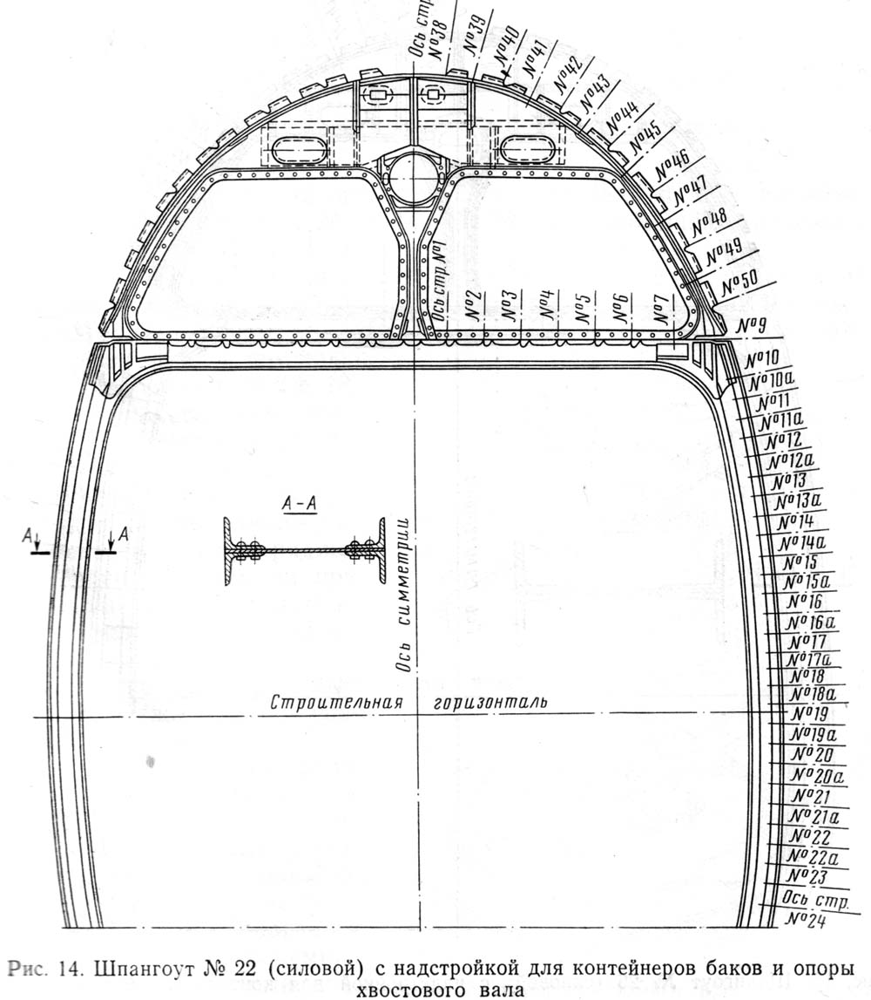 Ось стр.
№38
№39
№40
№41
№42
№43
№44
№45
№46
№47
№48
№49
№50
Ось стр. №1
№2
№3
№4
№5
№6
№7
№9
№10
№10а
№11
№11а
№12
№12а
№13
№13а
№14
№14а
№15
№15а
№16
№16а
№17
№17а
№18
№18а
№19
№19а
№20
№20а
№21
№21а
№22
№22а
№23
Ось стр.
№24
А-А
А
А
Ось симметрии
Строительная горизонталь
Рис. 14. Шпангоут № 22 (силовой) с надстройкой для контейнеров баков и опоры
хвостового вала